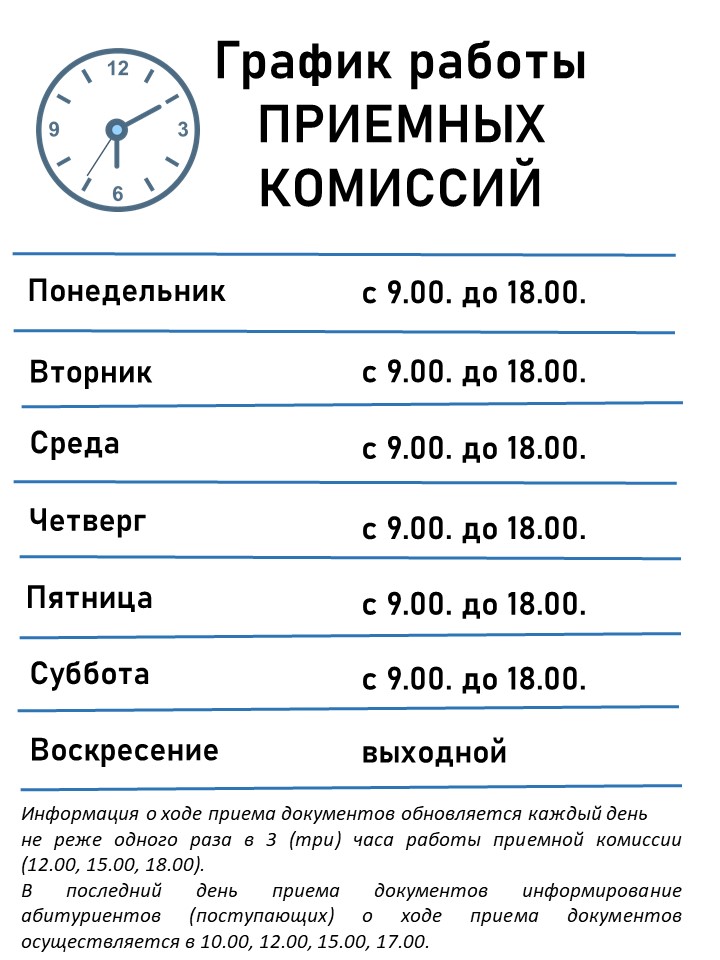 12
9
3
6
График работы
ПРИЕМНЫХ
КОМИССИЙ
Понедельник с 9.00. до 18.00.
Вторник с 9.00. до 18.00.
Среда с 9.00. до 18.00.
Четверг с 9.00. до 18.00.
Пятница с 9.00. до 18.00.
Суббота с 9.00. до 18.00.
Воскресение выходной
Информация о ходе приема документов обновляется каждый день
не реже одного раза в 3 (три) часа работы приемной комиссии
(12.00, 15.00, 18.00).
В последний день приема документов информирование
абитуриентов (поступающих) о ходе приема документов
осуществляется в 10.00, 12.00, 15.00, 17.00.